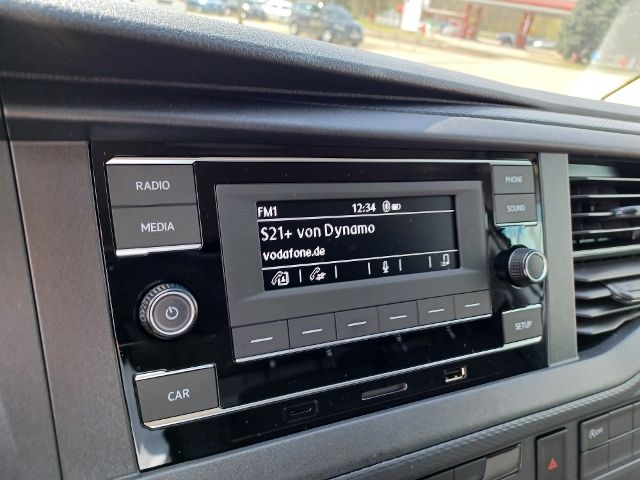 RADIO
MEDIA
FM1 12:34
S21+ von Dynamo
vodafone.de
PHONE
SOUND
SETUP
CAR